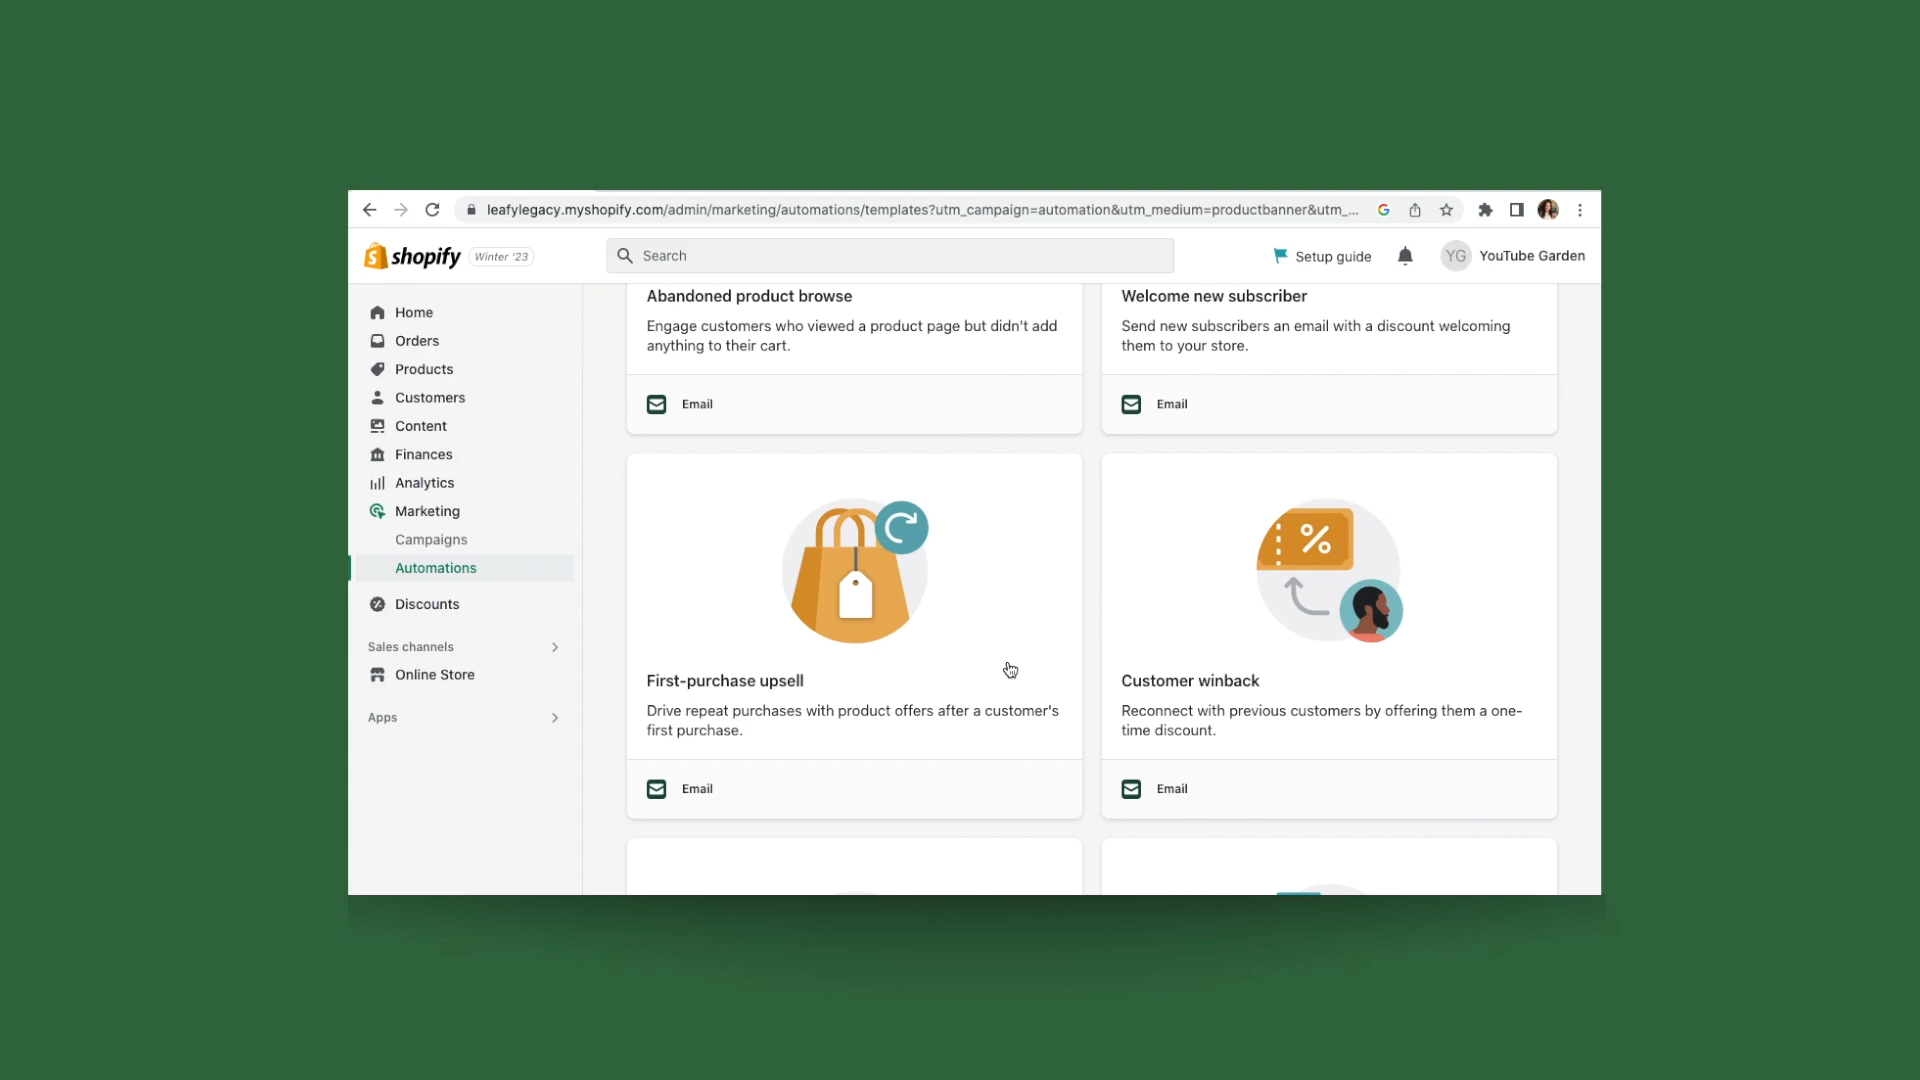 leafylegacy.myshopify.com/admin/marketing/automations/templates?utm_campaign=automation&utm_medium=productbanner&utm_...
shopify
Winter '23
Search
Setup guide
YG
YouTube Garden
Home
Orders
Products
Customers
Content
Finances
Analytics
Marketing
Campaigns
Automations
Discounts
Sales channels
Online Store
Apps
Abandoned product browse
Engage customers who viewed a product page but didn't add
anything to their cart.
Email
Welcome new subscriber
Send new subscribers an email with a discount welcoming
them to your store.
Email
First-purchase upsell
Drive repeat purchases with product offers after a customer's
first purchase.
Email
%
Customer winback
Reconnect with previous customers by offering them a one-
time discount.
Email